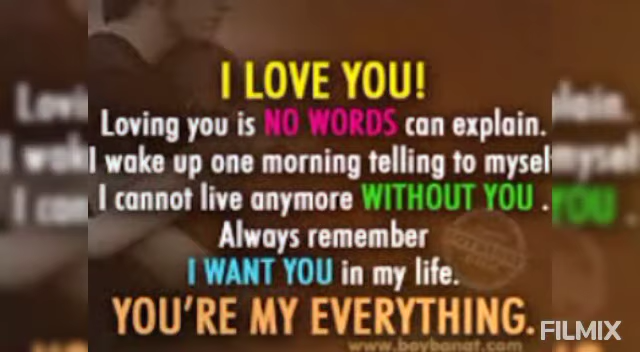 I LOVE YOU!
Loving you is NO WORDS can explain.
I wake up one morning telling to mysel
I cannot live anymore WITHOUT YOU .
Always remember
I WANT YOU in my life.
YOU'RE MY EVERYTHING.
www.boybanat.com
FILMIX